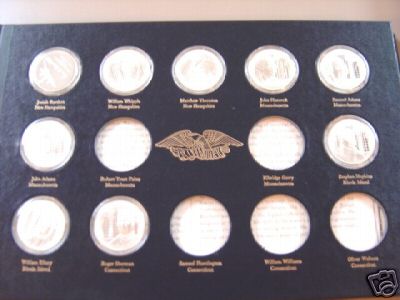 Josiah Bartlett
New Hampshire
William Whipple
New Hampshire
Matthew Thornton
New Hampshire
John Hancock
Massachusetts
Samuel Adams
Massachusetts
John Adams
Massachusetts
Robert Treat Paine
Massachusetts
Elbridge Gerry
Massachusetts
Stephen Hopkins
Rhode Island
William Ellery
Rhode Island
Roger Sherman
Connecticut
Samuel Huntington
Connecticut
William Williams
Connecticut
Oliver Wolcott
Connecticut